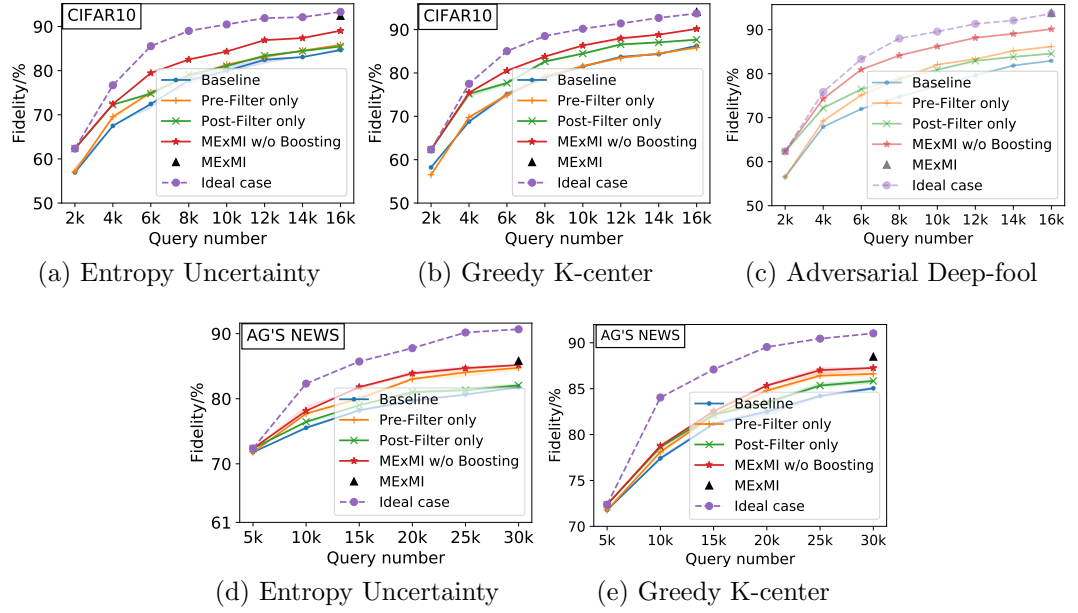 CIFAR10
Fidelity/%
90
80
70
60
50
2k 4k 6k 8k 10k 12k 14k 16k
Query number
Baseline
Pre-Filter only
Post-Filter only
MExMI w/o Boosting
MExMI
Ideal case
(a) Entropy Uncertainty
CIFAR10
Fidelity/%
90
80
70
60
50
2k 4k 6k 8k 10k 12k 14k 16k
Query number
Baseline
Pre-Filter only
Post-Filter only
MExMI w/o Boosting
MExMI
Ideal case
(b) Greedy K-center
Fidelity/%
90
80
70
60
50
2k 4k 6k 8k 10k 12k 14k 16k
Query number
Baseline
Pre-Filter only
Post-Filter only
MExMI w/o Boosting
MExMI
Ideal case
(c) Adversarial Deep-fool
AG'S NEWS
Fidelity/%
90
80
70
61
5k 10k 15k 20k 25k 30k
Query number
Baseline
Pre-Filter only
Post-Filter only
MExMI w/o Boosting
MExMI
Ideal case
(d) Entropy Uncertainty
AG'S NEWS
Fidelity/%
90
85
80
75
70
5k 10k 15k 20k 25k 30k
Query number
Baseline
Pre-Filter only
Post-Filter only
MExMI w/o Boosting
MExMI
Ideal case
(e) Greedy K-center